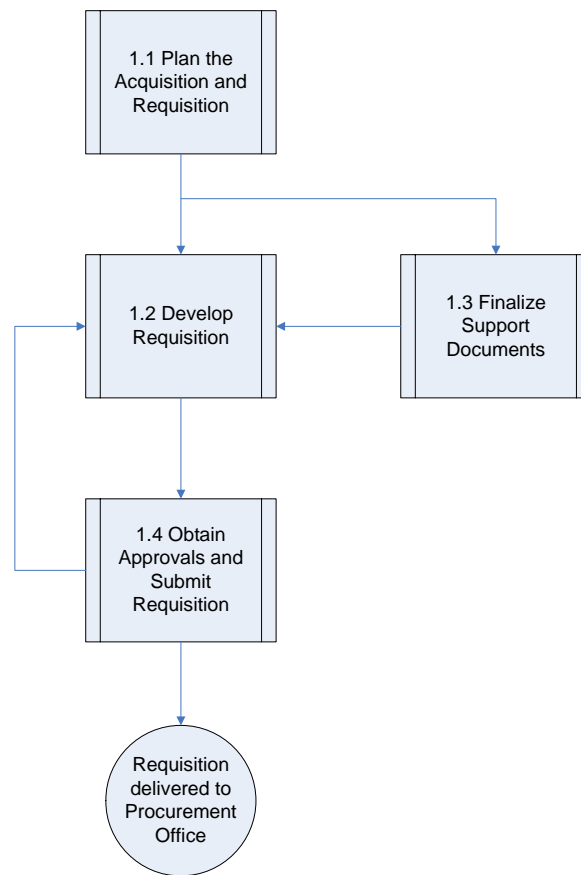 1.1 Plan the
Acquisition and
Requisition
1.2 Develop
Requisition
1.3 Finalize
Support
Documents
1.4 Obtain
Approvals and
Submit
Requisition
Requisition
delivered to
Procurement
Office